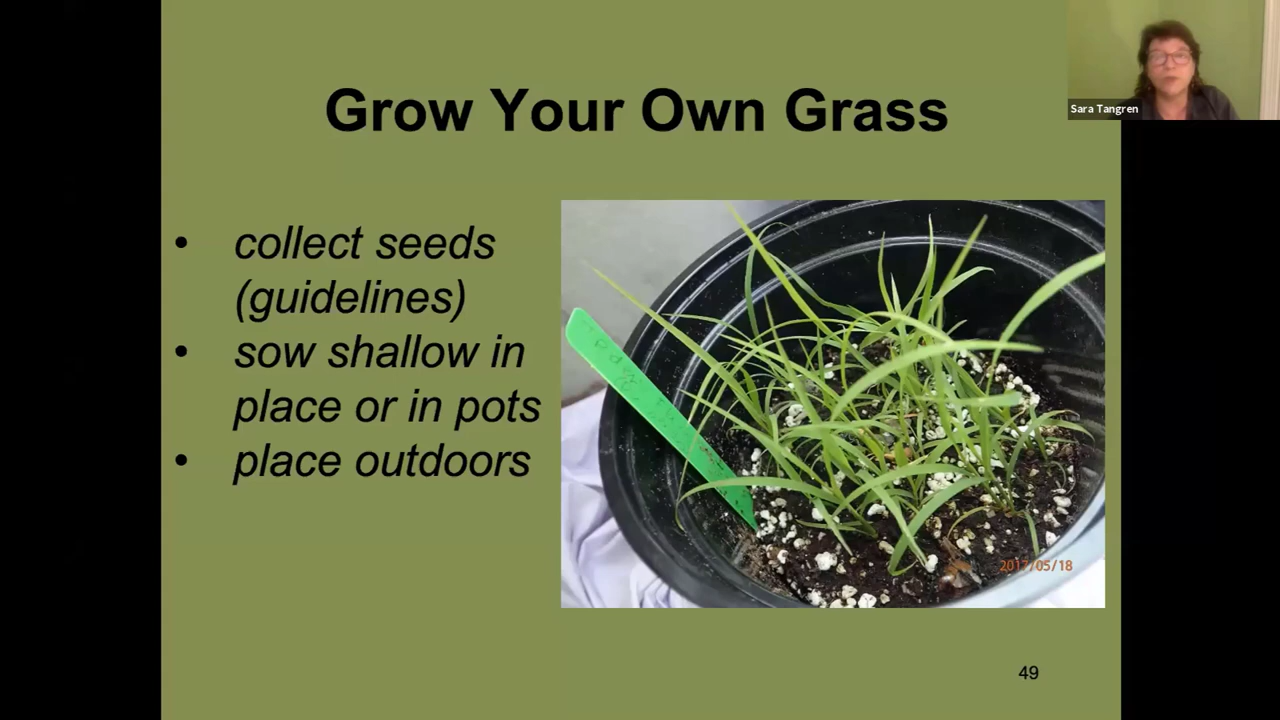 Sara Tangren
Grow Your Own Grass
• collect seeds
(guidelines)
• sow shallow in
place or in pots
• place outdoors
2017/05/18
49